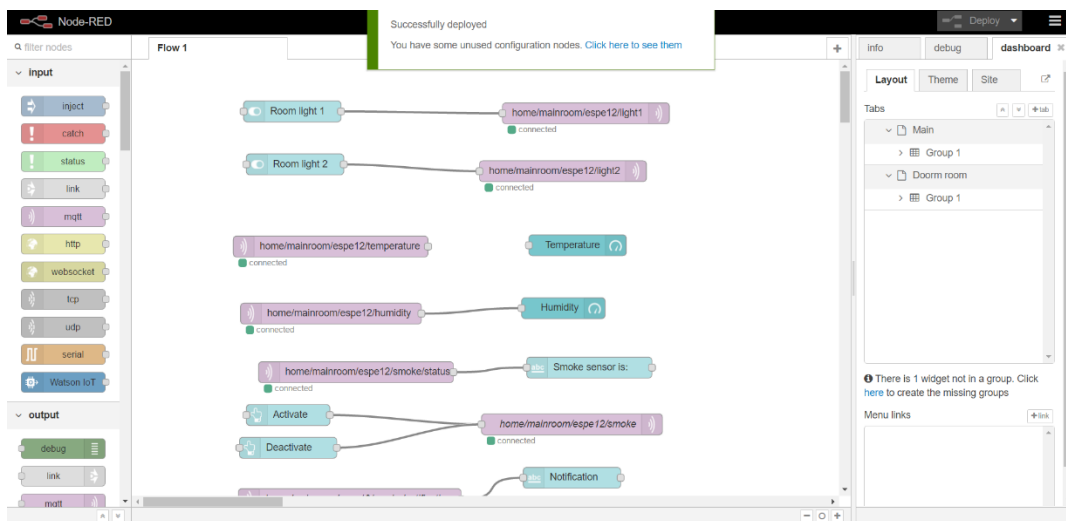 Node-RED
Successfully deployed
You have some unused configuration nodes. Click here to see them
Deploy
filter nodes
Flow 1
info
debug
dashboard
input
inject
catch
status
link
mqtt
http
websocket
tcp
udp
serial
Watson IoT
output
debug
link
mqtt
Room light 1
home/mainroom/espe12/light1
connected
Room light 2
home/mainroom/espe12/light2
connected
home/mainroom/espe12/temperature
connected
Temperature
home/mainroom/espe12/humidity
connected
Humidity
home/mainroom/espe12/smoke/status
connected
abc
Smoke sensor is:
Activate
Deactivate
home/mainroom/espe12/smoke
connected
abc
Notification
Layout
Theme
Site
Tabs
+tab
Main
Group 1
Doorm room
Group 1
There is 1 widget not in a group. Click
here to create the missing groups
Menu links
+link